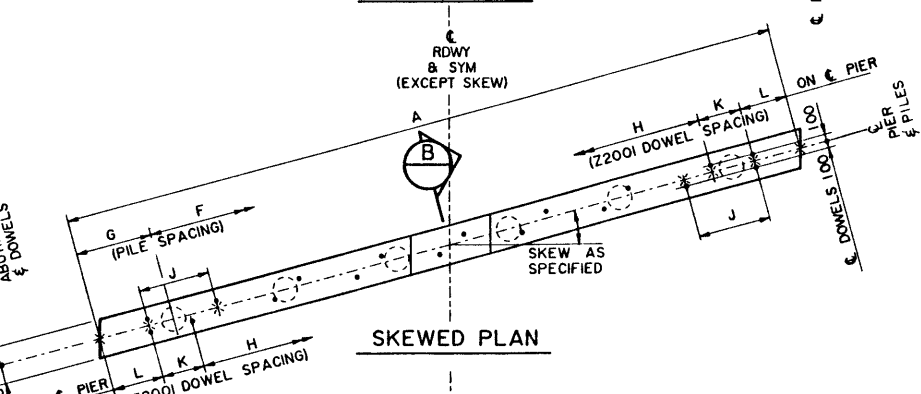 ℄
RDWY
& SYM
(EXCEPT SKEW)
A
ON ℄ PIER
H K L
(Z2001 DOWEL SPACING)
100
℄
PIER
& PILES
B
100
℄ DOWELS
J
G F
(PILE SPACING)
J
& DOWELS
SKEW AS
SPECIFIED
SKEWED PLAN
L K H
PIER
DOWEL SPACING)